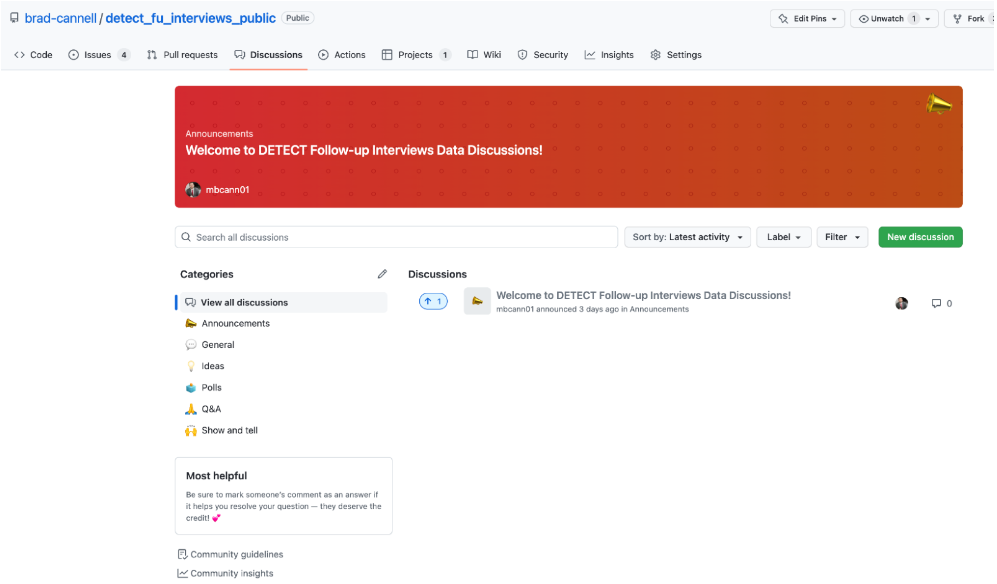 brad-cannell / detect_fu_interviews_public Public
Edit Pins Unwatch 1 Fork
Code Issues 4 Pull requests Discussions Actions Projects 1 Wiki Security Insights Settings
Announcements
Welcome to DETECT Follow-up Interviews Data Discussions!
mbcann01
Search all discussions Sort by: Latest activity Label Filter New discussion
Categories
View all discussions
Announcements
General
Ideas
Polls
Q&A
Show and tell
Most helpful
Be sure to mark someone's comment as an answer if
it helps you resolve your question — they deserve the
credit! 💕
Community guidelines
Community insights
Discussions
1 Welcome to DETECT Follow-up Interviews Data Discussions! 0
mbcann01 announced 3 days ago in Announcements